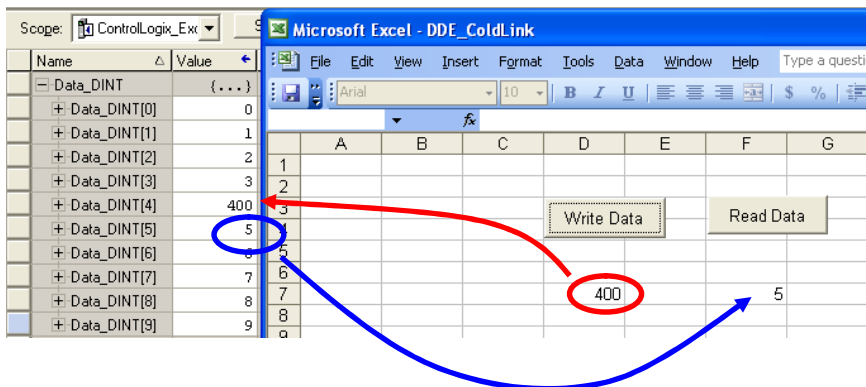 Scope: ControlLogix_Ex
Name Value
Data_DINT {...}
Data_DINT[0] 0
Data_DINT[1] 1
Data_DINT[2] 2
Data_DINT[3] 3
Data_DINT[4] 400
Data_DINT[5] 5
Data_DINT[6]
Data_DINT[7] 7
Data_DINT[8] 8
Data_DINT[9] 9
Microsoft Excel - DDE_ColdLink
File Edit View Insert Format Tools Data Window Help Type a questi
Arial 10 B I U $ %
fx
A B C D E F G
1
2
3
4
5
6
7 400 5
8
9
Write Data Read Data